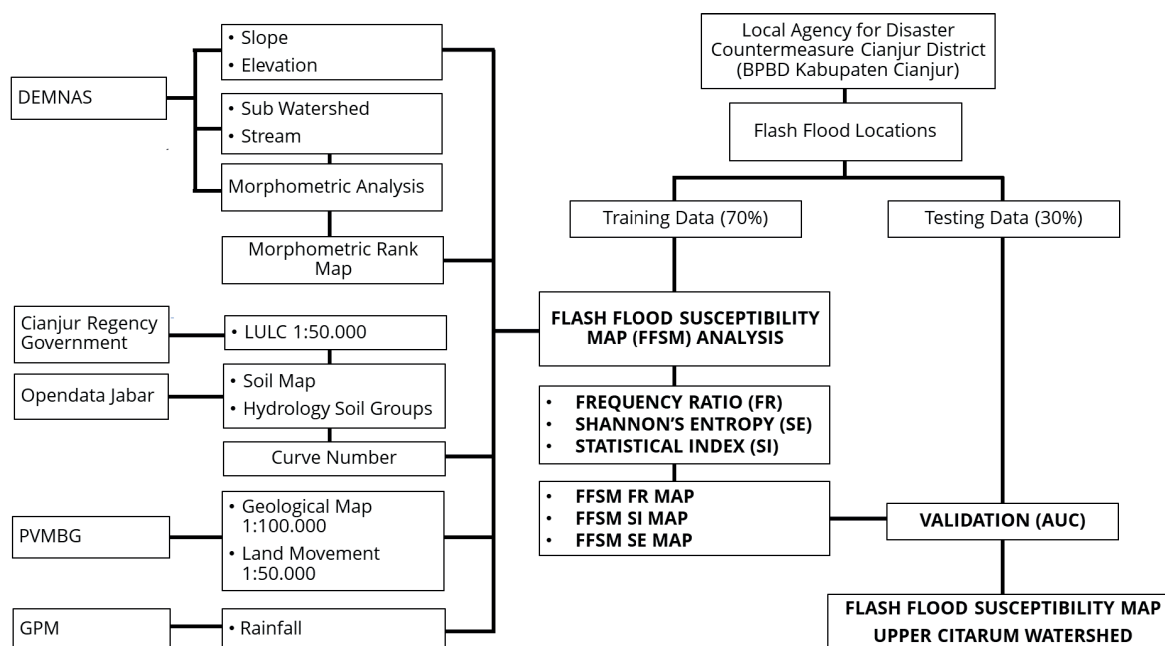 DEMNAS
• Slope
• Elevation
• Sub Watershed
• Stream
Morphometric Analysis
Morphometric Rank
Map
Cianjur Regency
Government
• LULC 1:50.000
Opendata Jabar
• Soil Map
• Hydrology Soil Groups
Curve Number
PVMBG
• Geological Map
1:100.000
• Land Movement
1:50.000
GPM
• Rainfall
Local Agency for Disaster
Countermeasure Cianjur District
(BPBD Kabupaten Cianjur)
Flash Flood Locations
Training Data (70%)
Testing Data (30%)
FLASH FLOOD SUSCEPTIBILITY
MAP (FFSM) ANALYSIS
• FREQUENCY RATIO (FR)
• SHANNON'S ENTROPY (SE)
• STATISTICAL INDEX (SI)
• FFSM FR MAP
• FFSM SI MAP
• FFSM SE MAP
VALIDATION (AUC)
FLASH FLOOD SUSCEPTIBILITY MAP
UPPER CITARUM WATERSHED